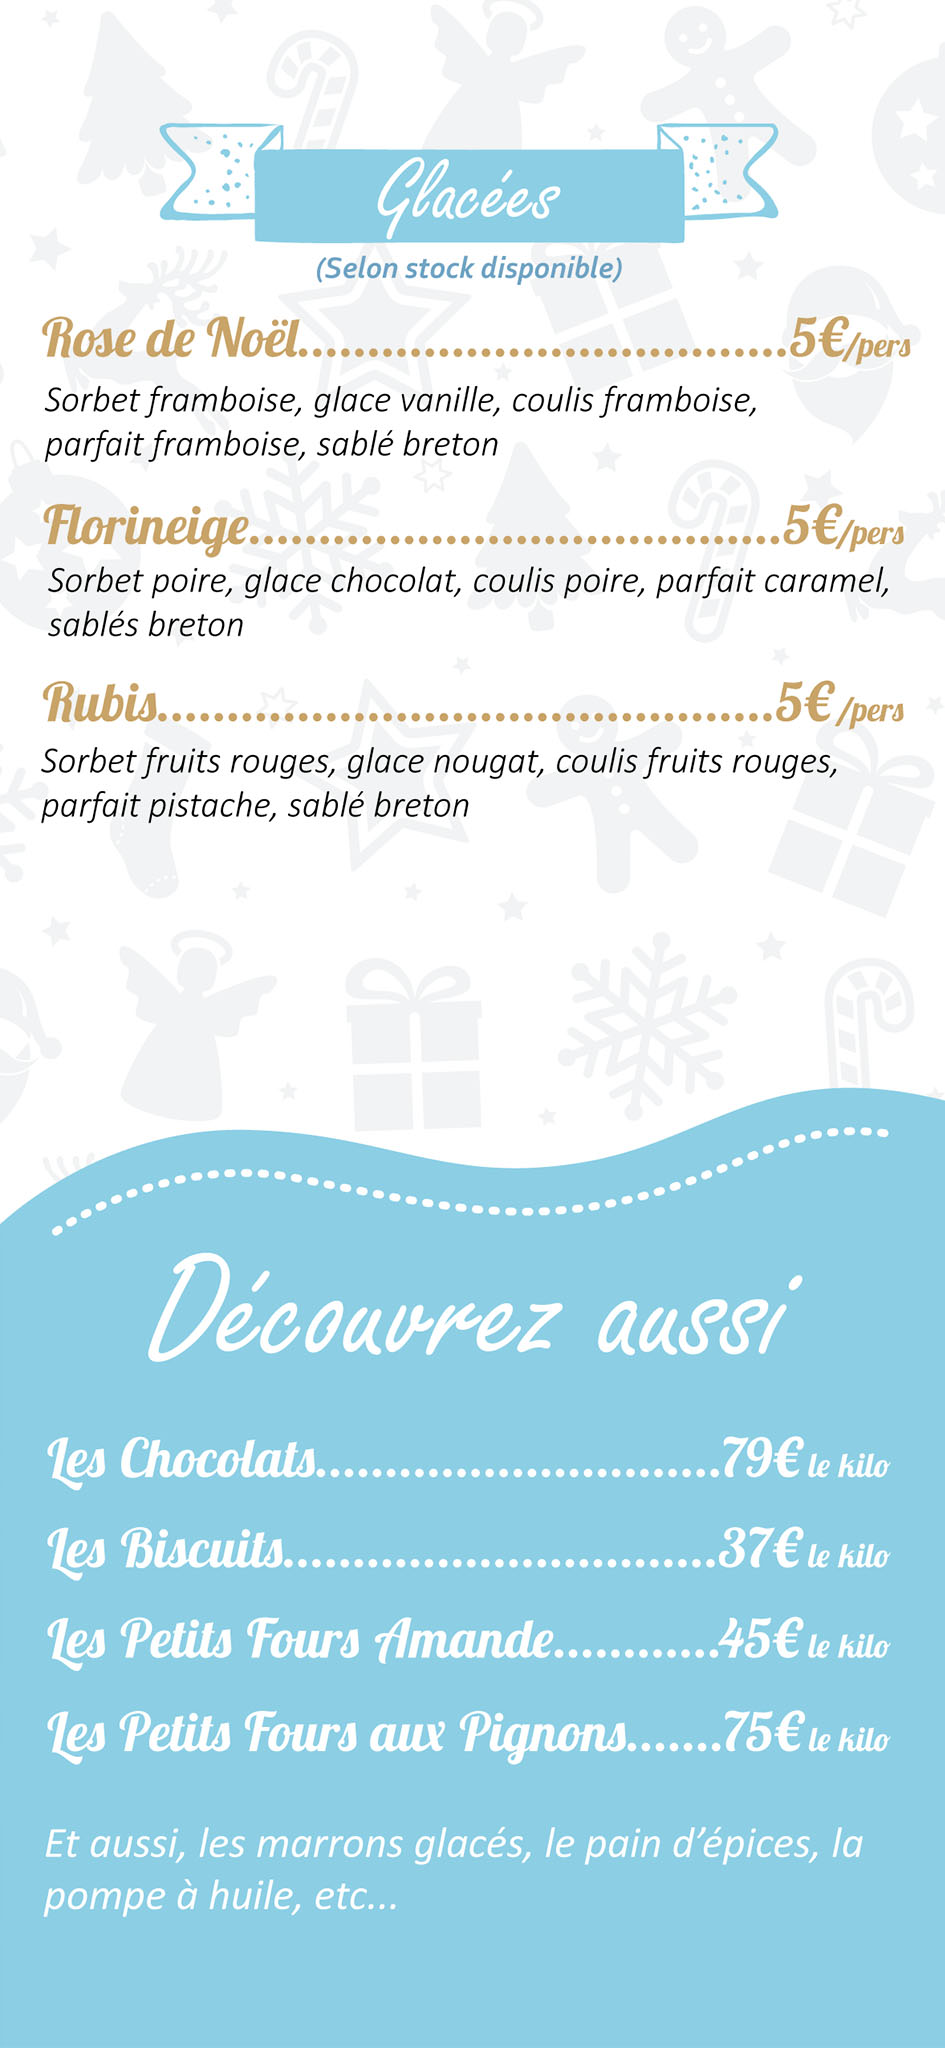 Glacées
(Selon stock disponible)
Rose de Noël...................................5€/pers
Sorbet framboise, glace vanille, coulis framboise,
parfait framboise, sablé breton
Florineige......................................5€/pers
Sorbet poire, glace chocolat, coulis poire, parfait caramel,
sablés breton
Rubis............................................5€ /pers
Sorbet fruits rouges, glace nougat, coulis fruits rouges,
parfait pistache, sablé breton
Découvrez aussi
Les Chocolats.............................79€ le kilo
Les Biscuits...............................37€ le kilo
Les Petits Fours Amande............45€ le kilo
Les Petits Fours aux Pignons.......75€ le kilo
Et aussi, les marrons glacés, le pain d’épices, la
pompe à huile, etc...